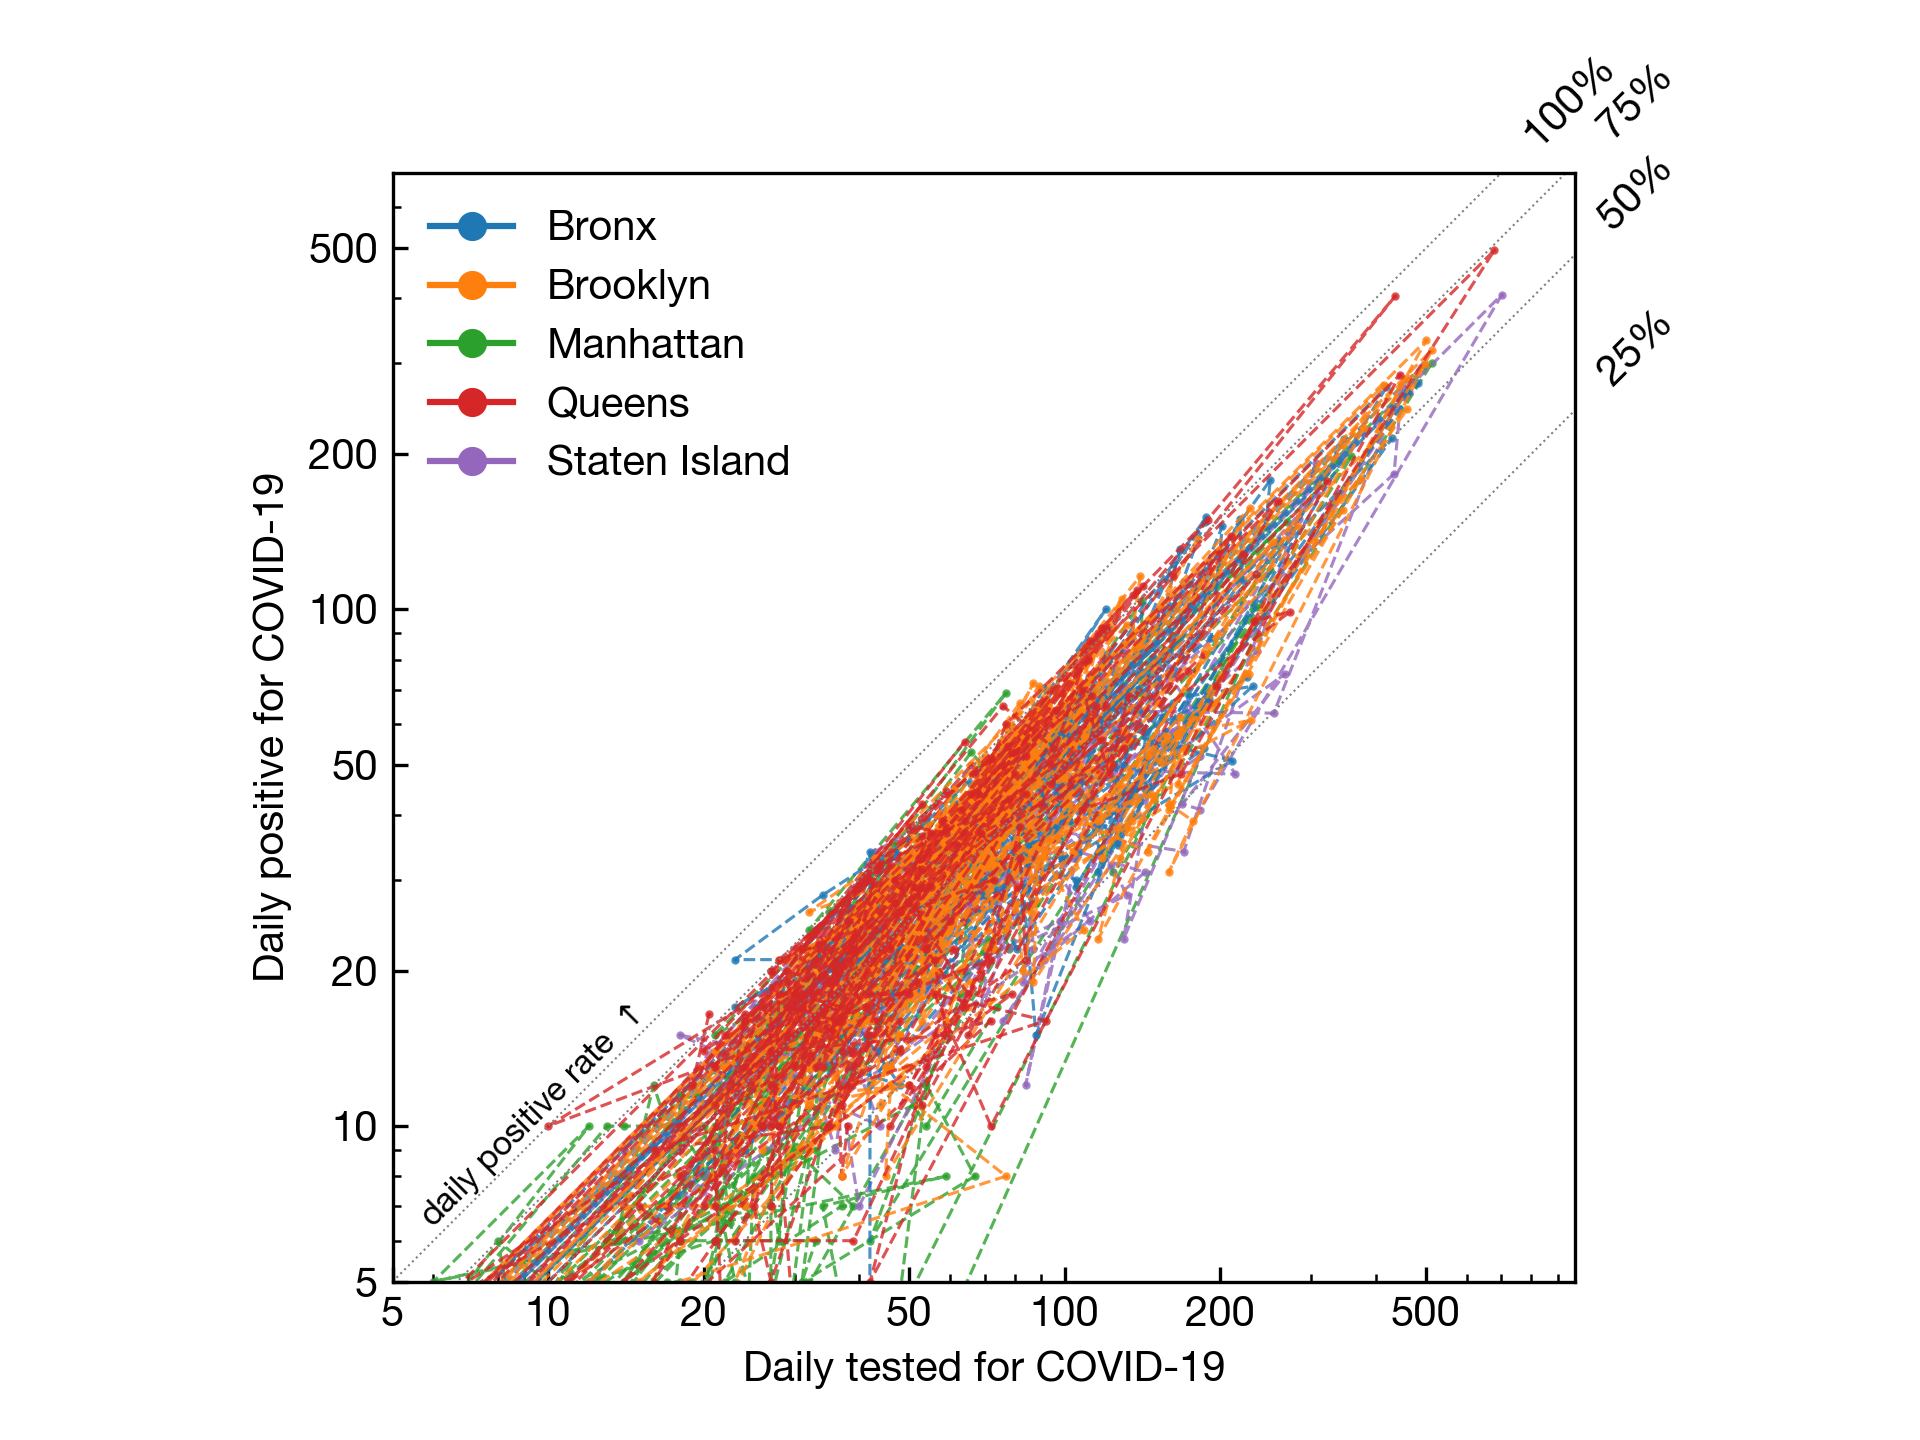 100%
75%
50%
25%
500
200
100
50
20
10
5
Daily positive for COVID-19
Bronx
Brooklyn
Manhattan
Queens
Staten Island
daily positive rate →
5
10
20
50
100
200
500
Daily tested for COVID-19